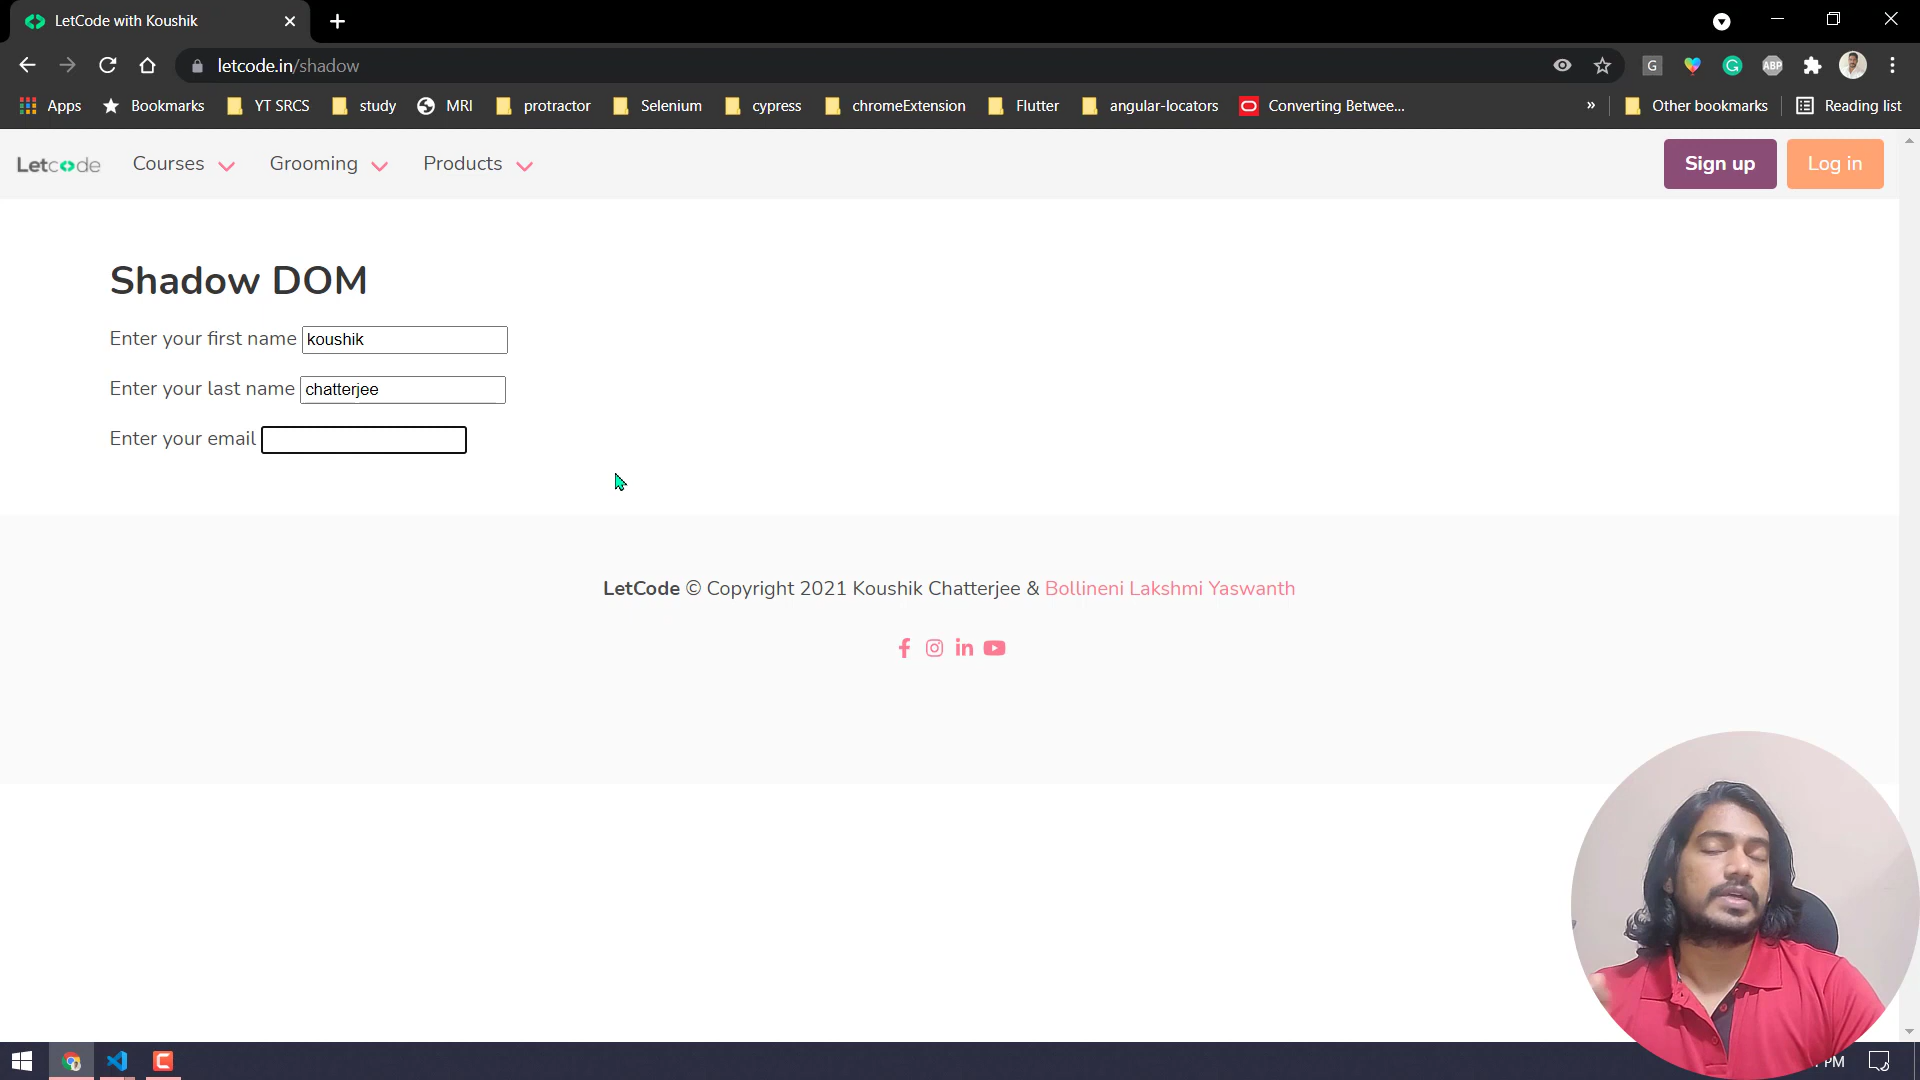 LetCode with Koushik
letcode.in/shadow
G
ABP
Apps Bookmarks YT SRCS study MRI protractor Selenium cypress chromeExtension Flutter angular-locators Converting Betwee... » Other bookmarks Reading list
Letcode Courses Grooming Products Sign up Log in
Shadow DOM
Enter your first name koushik
Enter your last name chatterjee
Enter your email
LetCode © Copyright 2021 Koushik Chatterjee & Bollineni Lakshmi Yaswanth
PM